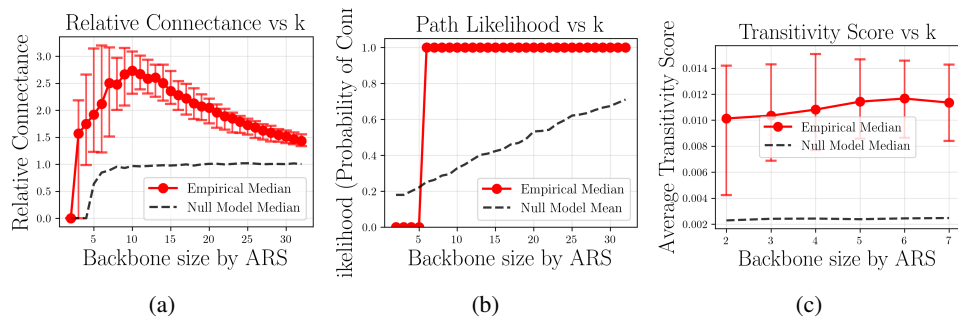 Relative Connectance vs k
Relative Connectance
3.0
2.5
2.0
1.5
1.0
0.5
0.0
Empirical Median
Null Model Median
5
10
15
20
25
30
Backbone size by ARS
(a)
Path Likelihood vs k
ikelihood (Probability of Con
1.0
0.8
0.6
0.4
0.2
0.0
Empirical Median
Null Model Mean
5
10
15
20
25
30
Backbone size by ARS
(b)
Transitivity Score vs k
Average Transitivity Score
0.014
0.012
0.010
0.008
0.006
0.004
0.002
Empirical Median
Null Model Median
2
3
4
5
6
7
Backbone size by ARS
(c)